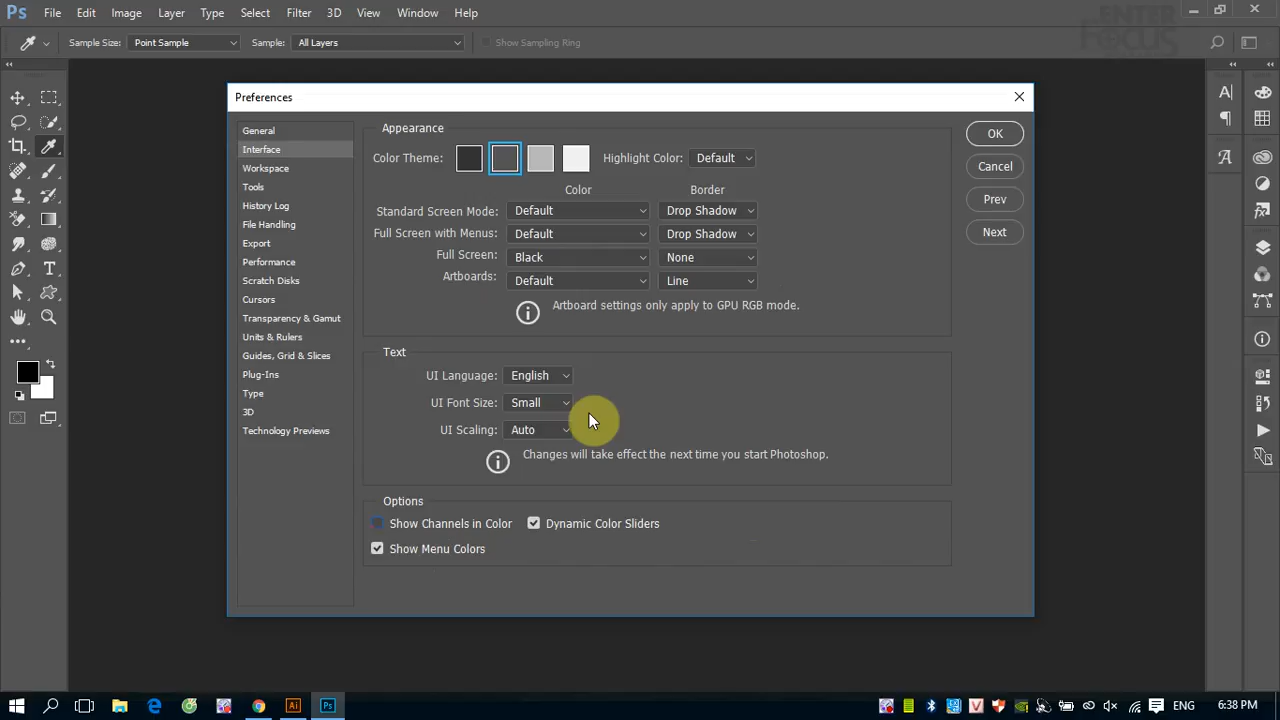 Ps File Edit Image Layer Type Select Filter 3D View Window Help
ENTER
FOCUS
Sample Size: Point Sample Sample: All Layers Show Sampling Ring
Preferences
General
Interface
Workspace
Tools
History Log
File Handling
Export
Performance
Scratch Disks
Cursors
Transparency & Gamut
Units & Rulers
Guides, Grid & Slices
Plug-Ins
Type
3D
Technology Previews
Appearance
Color Theme: Highlight Color: Default
Color Border
Standard Screen Mode: Default Drop Shadow
Full Screen with Menus: Default Drop Shadow
Full Screen: Black None
Artboards: Default Line
Artboard settings only apply to GPU RGB mode.
Text
UI Language: English
UI Font Size: Small
UI Scaling: Auto
Changes will take effect the next time you start Photoshop.
Options
Show Channels in Color Dynamic Color Sliders
Show Menu Colors
OK
Cancel
Prev
Next
Ai Ps ENG 6:38 PM